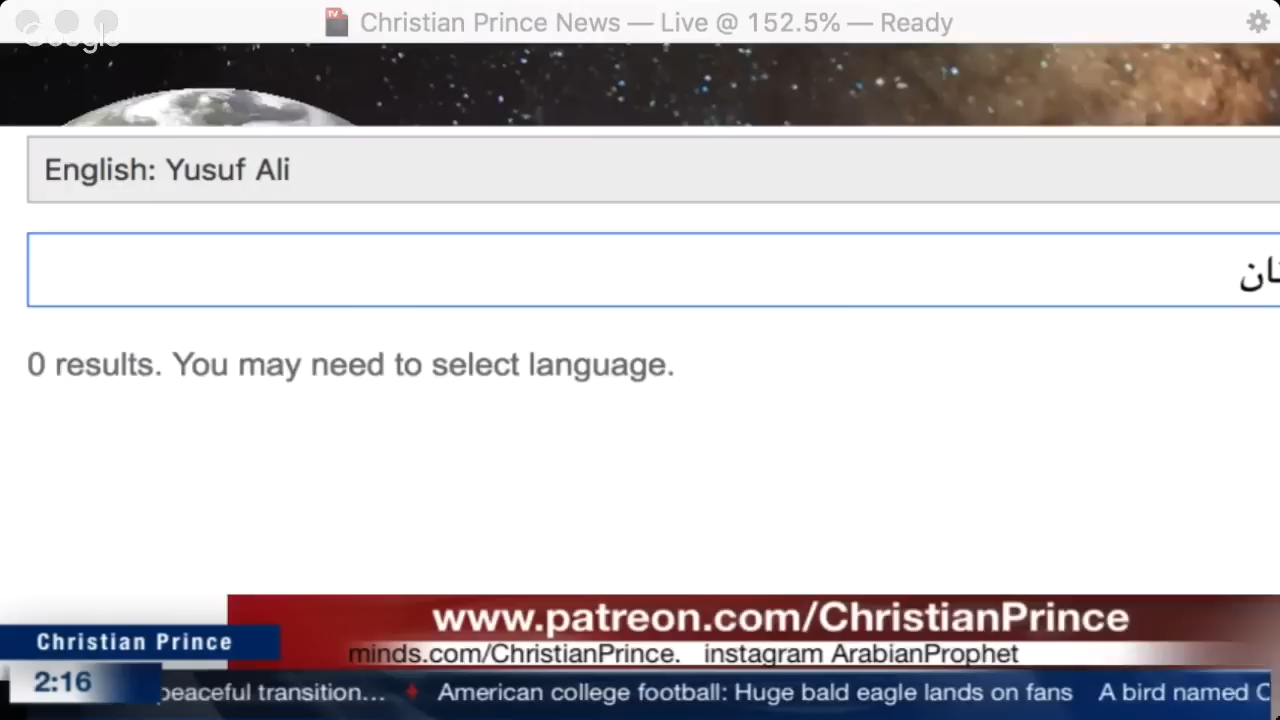 Google
Christian Prince News — Live @ 152.5% — Ready
English: Yusuf Ali
0 results. You may need to select language.
www.patreon.com/ChristianPrince
minds.com/ChristianPrince. instagram ArabianProphet
Christian Prince
2:16
peaceful transition... ♦ American college football: Huge bald eagle lands on fans A bird named